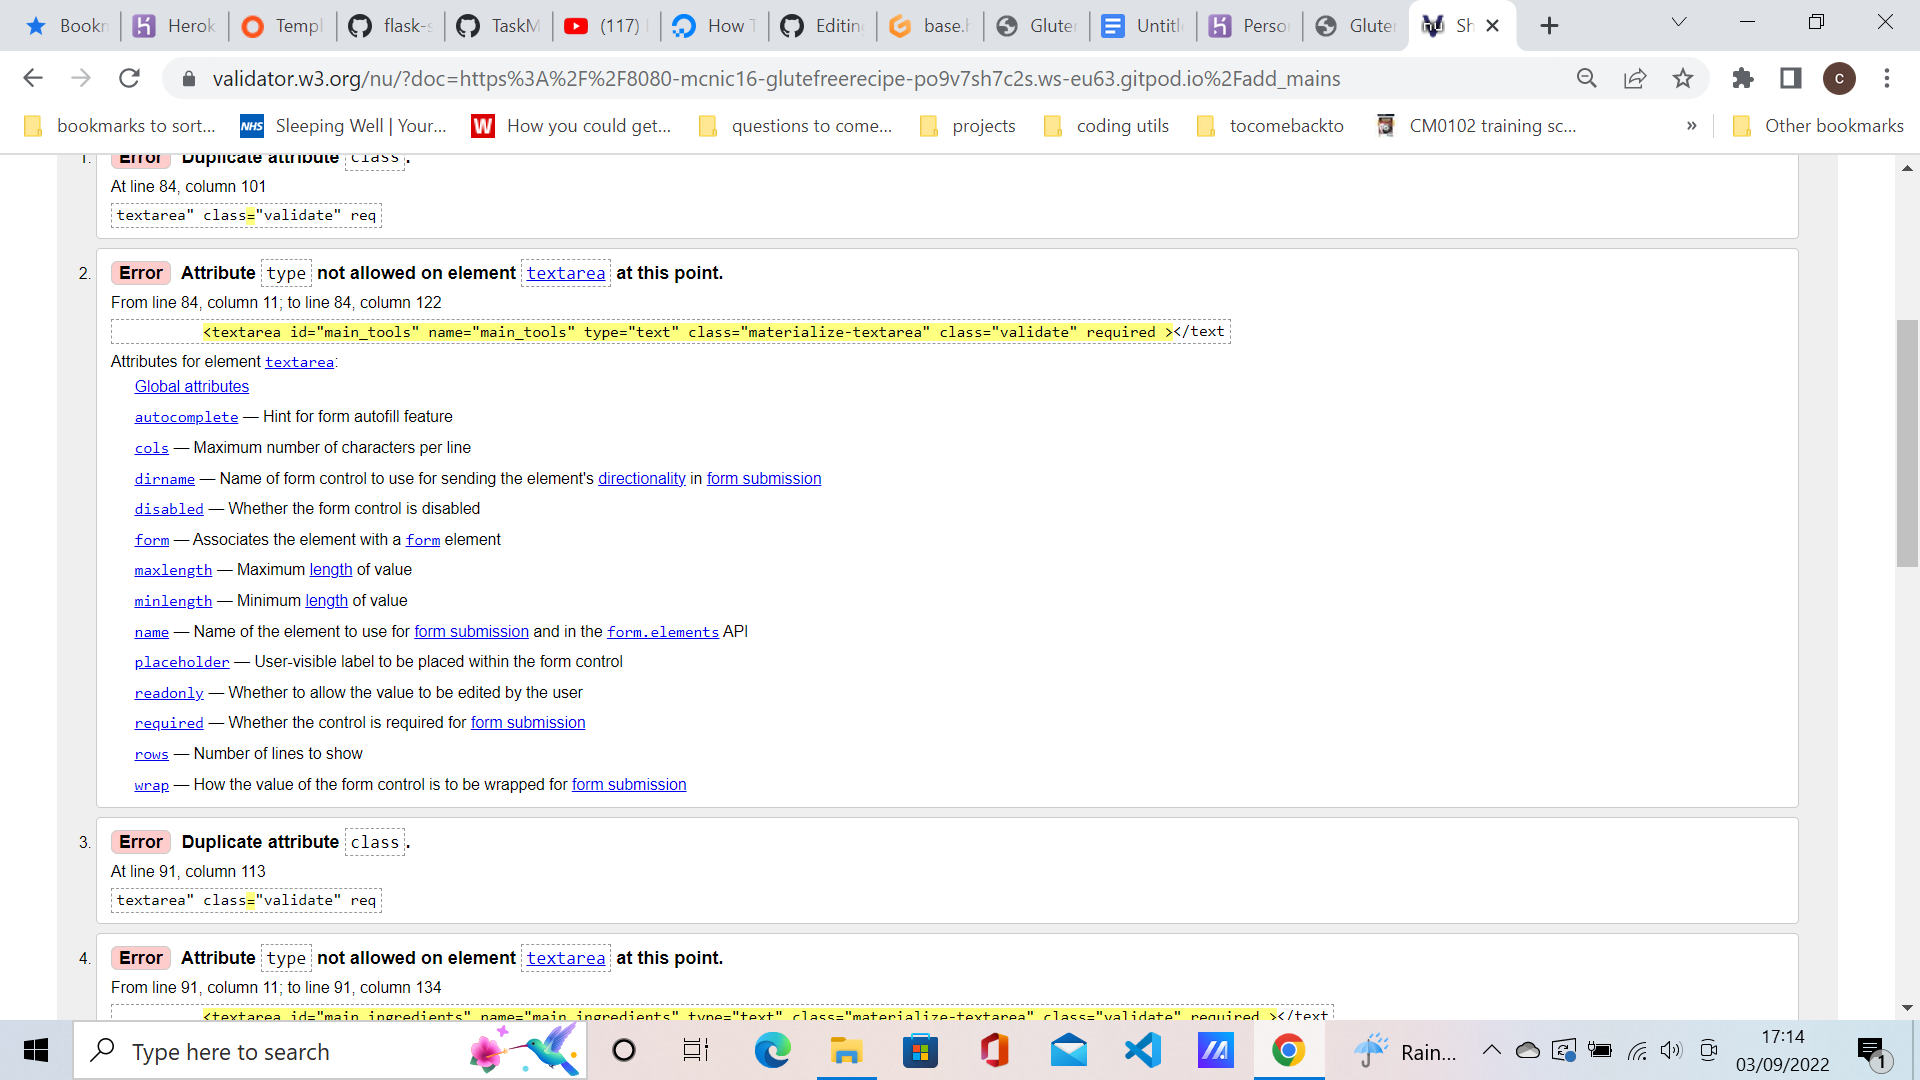 Bookm
Herok
Templ
flask-s
TaskM
(117)
How T
Editin
base.h
Gluter
Untitle
Perso
Gluter
Sh
validator.w3.org/nu/?doc=https%3A%2F%2F8080-mcnic16-glutefreerecipe-po9v7sh7c2s.ws-eu63.gitpod.io%2Fadd_mains
c
bookmarks to sort...
NHS
Sleeping Well | Your...
W
How you could get...
questions to come...
projects
coding utils
tocomebackto
CM0102 training sc...
»
Other bookmarks
1. Error Duplicate attribute class.
At line 84, column 101
textarea" class="validate" req
2. Error Attribute type not allowed on element textarea at this point.
From line 84, column 11; to line 84, column 122
<textarea id="main_tools" name="main_tools" type="text" class="materialize-textarea" class="validate" required ></text
Attributes for element textarea:
Global attributes
autocomplete — Hint for form autofill feature
cols — Maximum number of characters per line
dirname — Name of form control to use for sending the element's directionality in form submission
disabled — Whether the form control is disabled
form — Associates the element with a form element
maxlength — Maximum length of value
minlength — Minimum length of value
name — Name of the element to use for form submission and in the form.elements API
placeholder — User-visible label to be placed within the form control
readonly — Whether to allow the value to be edited by the user
required — Whether the control is required for form submission
rows — Number of lines to show
wrap — How the value of the form control is to be wrapped for form submission
3. Error Duplicate attribute class.
At line 91, column 113
textarea" class="validate" req
4. Error Attribute type not allowed on element textarea at this point.
From line 91, column 11; to line 91, column 134
<textarea id="main_ingredients" name="main_ingredients" type="text" class="materialize-textarea" class="validate" required ></text
Type here to search
Rain...
17:14
03/09/2022
1